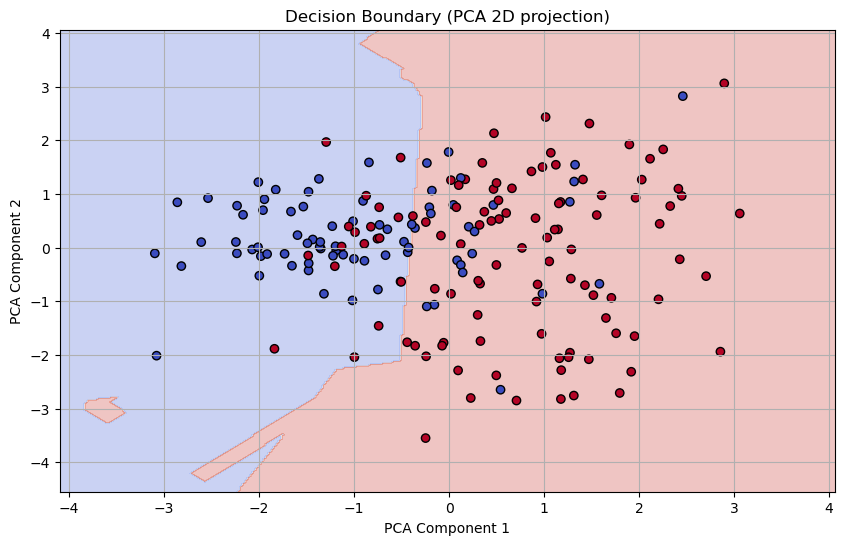 Decision Boundary (PCA 2D projection)
4
3
2
1
0
−1
−2
−3
−4
PCA Component 2
−4 −3 −2 −1 0 1 2 3 4
PCA Component 1